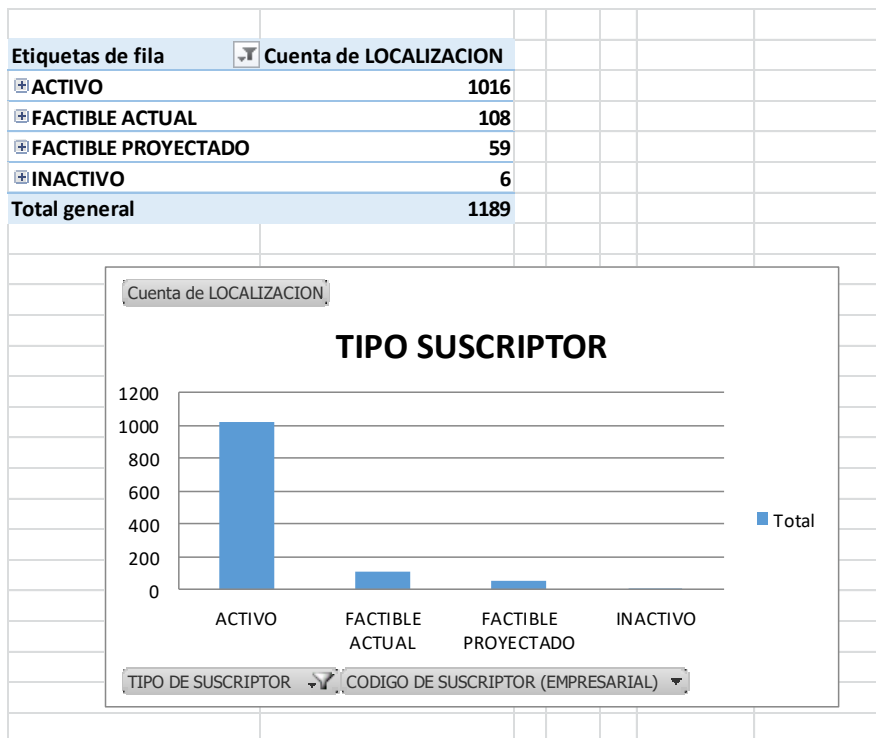 Etiquetas de fila Cuenta de LOCALIZACION
ACTIVO 1016
FACTIBLE ACTUAL 108
FACTIBLE PROYECTADO 59
INACTIVO 6
Total general 1189
Cuenta de LOCALIZACION
TIPO SUSCRIPTOR
1200
1000
800
600
400
200
0
Total
ACTIVO FACTIBLE FACTIBLE INACTIVO
ACTUAL PROYECTADO
TIPO DE SUSCRIPTOR CODIGO DE SUSCRIPTOR (EMPRESARIAL)